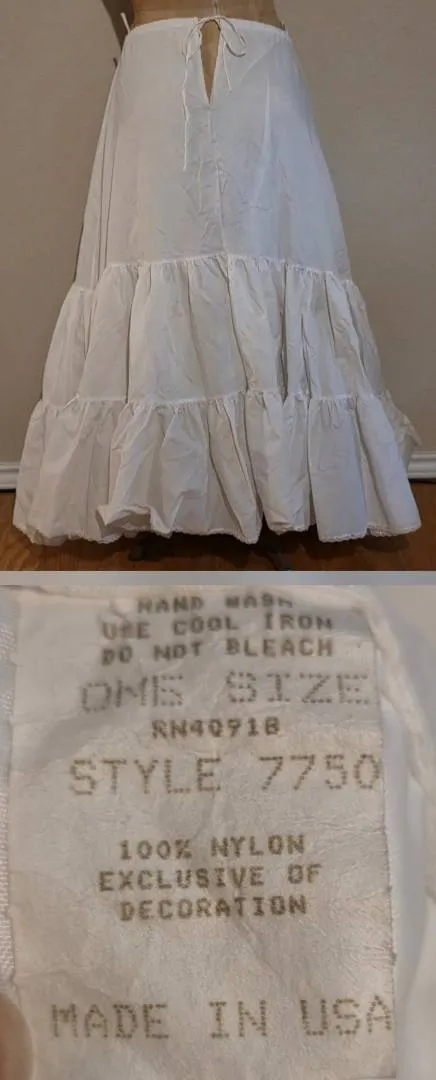 HAND WASH
USE COOL IRON
DO NOT BLEACH
ONE SIZE
RN40918
STYLE 7750
100% NYLON
EXCLUSIVE OF
DECORATION
MADE IN USA